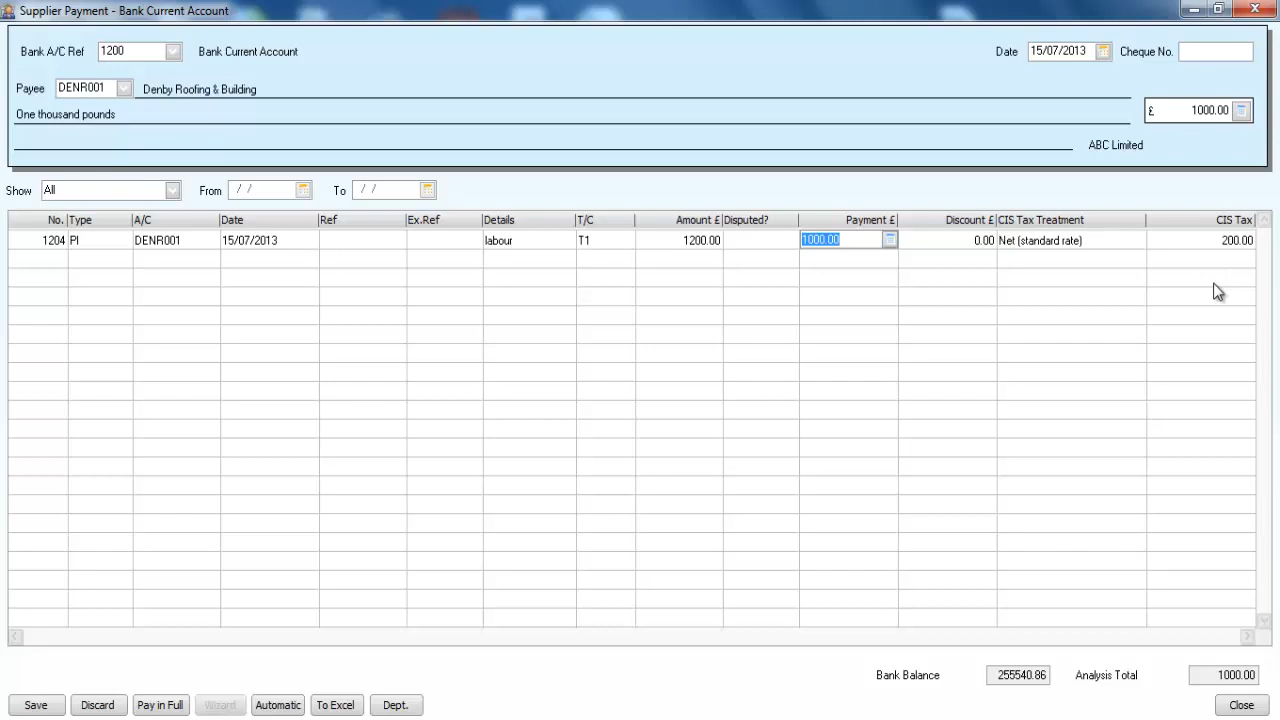 Supplier Payment - Bank Current Account
Bank A/C Ref 1200 Bank Current Account Date 15/07/2013 Cheque No.
Payee DENR001 Denby Roofing & Building
One thousand pounds £ 1000.00
ABC Limited
Show All From / / To / /
No. Type A/C Date Ref Ex.Ref Details T/C Amount £ Disputed? Payment £ Discount £ CIS Tax Treatment CIS Tax
1204 PI DENR001 15/07/2013 labour T1 1200.00 1000.00 0.00 Net (standard rate) 200.00
Bank Balance 255540.86 Analysis Total 1000.00
Save Discard Pay in Full Wizard Automatic To Excel Dept. Close